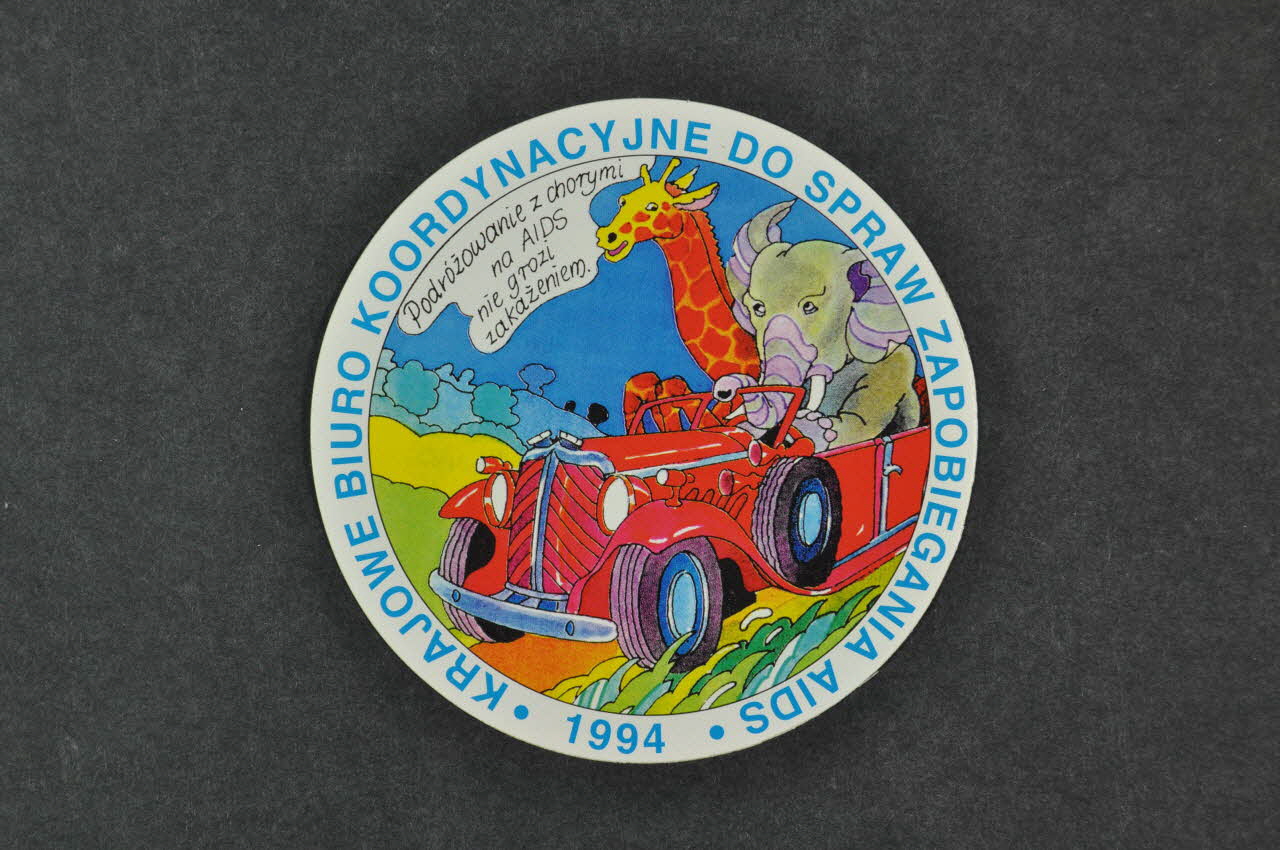 KRAJOWE BIURO KOORDYNACYJNE DO SPRAW ZAPOBIEGANIA AIDS
• 1994 •
Podróżowanie z chorymi
na AIDS
nie grozi
zakażeniem.